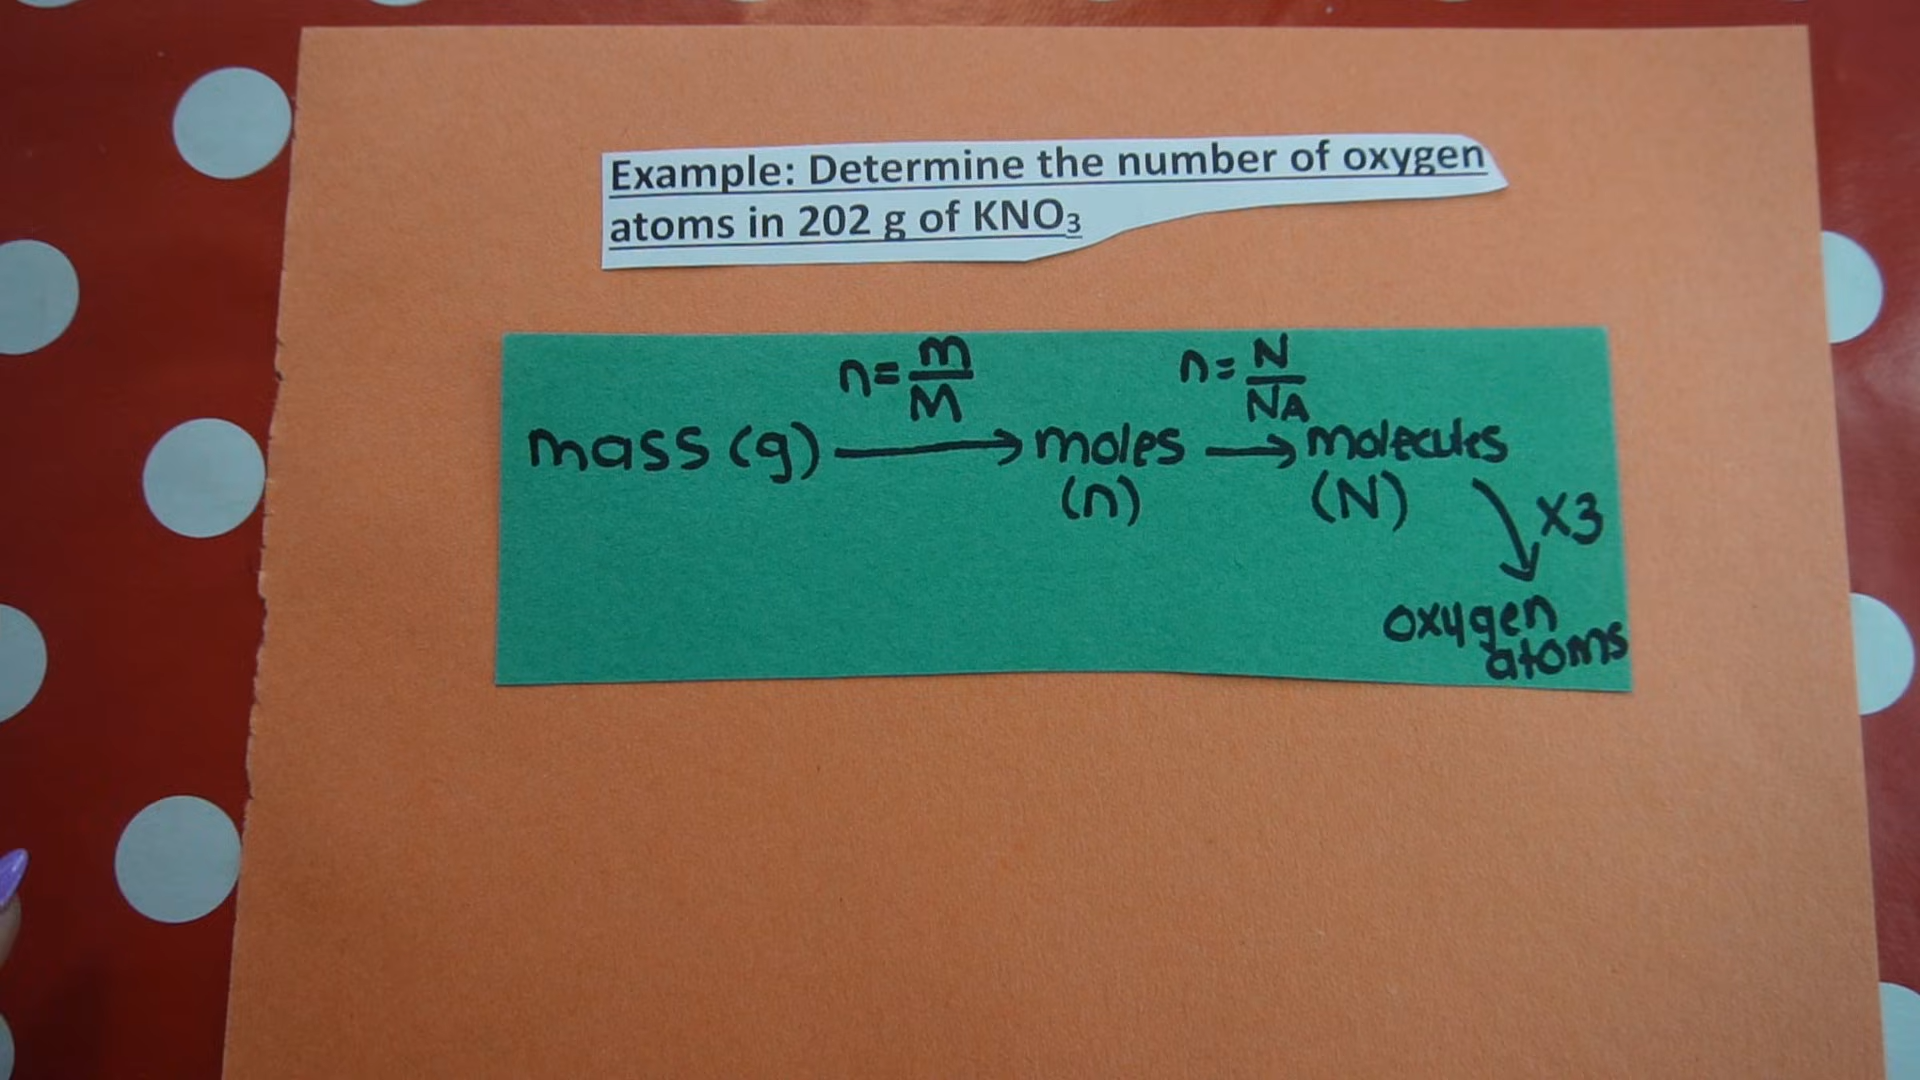 Example: Determine the number of oxygen
atoms in 202 g of KNO₃
n = m/M
n = N/NA
mass (g) → moles → molecules
(n)
(N)
x3
oxygen
atoms